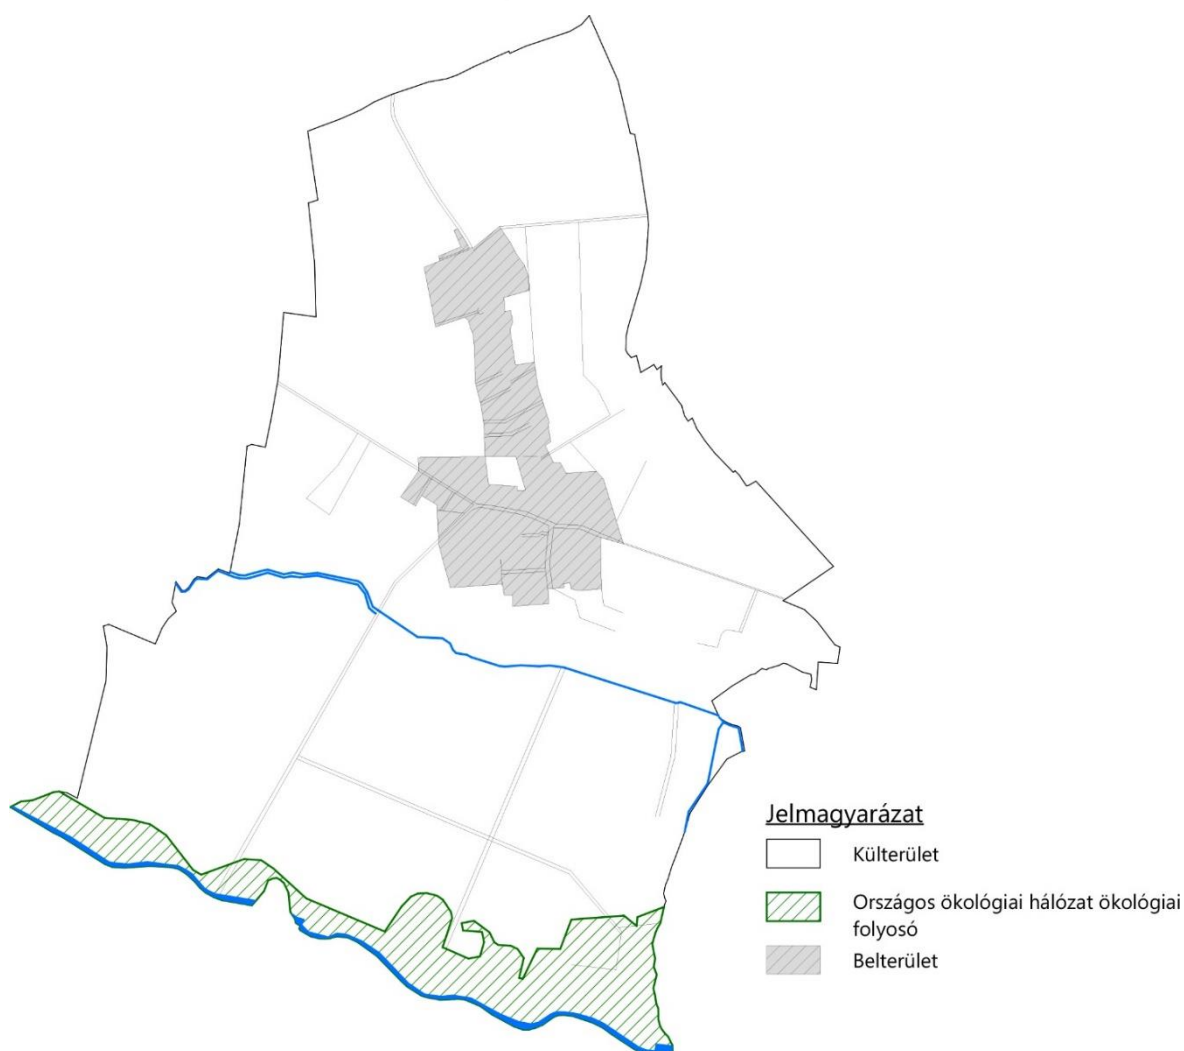 Jelmagyarázat
Külterület
Országos ökológiai hálózat ökológiai
folyosó
Belterület